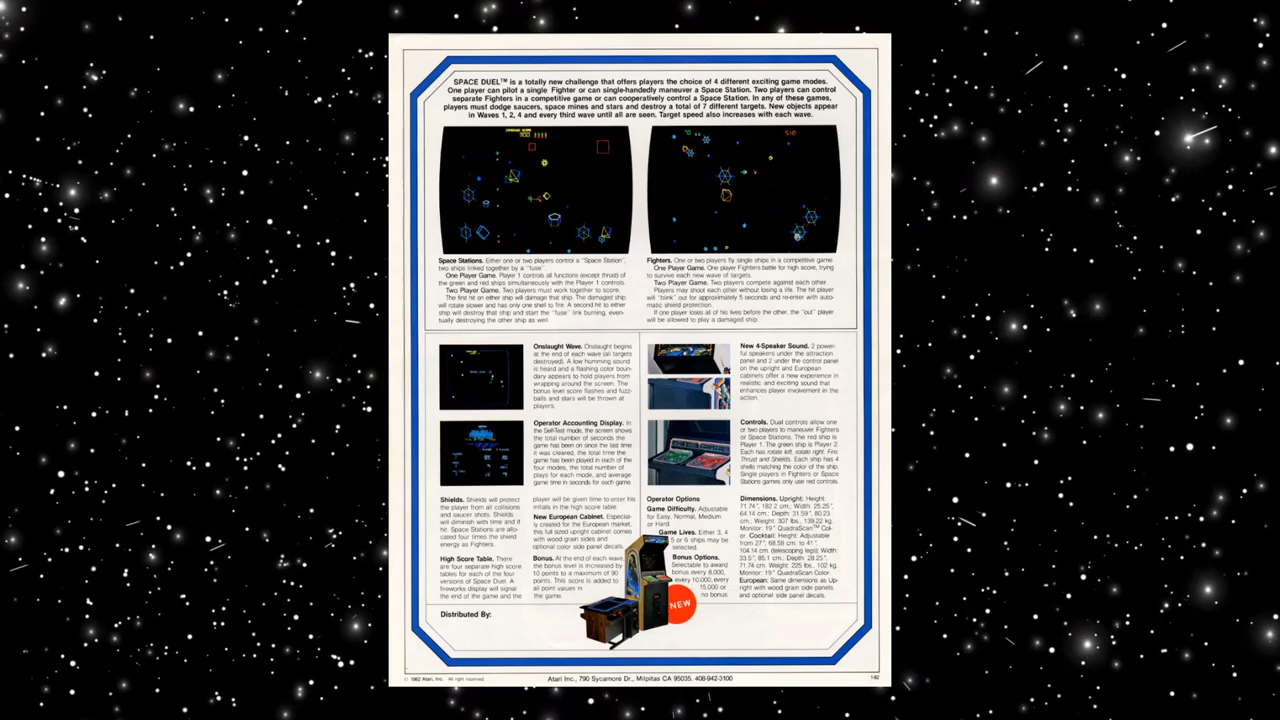 SPACE DUEL™ is a totally new challenge that offers players the choice of 4 different exciting game modes.
One player can pilot a single Fighter or can single-handedly maneuver a Space Station. Two players can control
separate Fighters in a competitive game or can cooperatively control a Space Station. In any of these games,
players must dodge saucers, space mines and stars and destroy a total of 7 different targets. New objects appear
in Waves 1, 2, 4 and every third wave until all are seen. Target speed also increases with each wave.
Space Stations. Either one or two players control a "Space Station",
two ships linked together by a "fuse".
One Player Game. Player 1 controls all functions (except thrust) of
the green and red ships simultaneously with the Player 1 controls.
Two Player Game. Two players must work together to score.
The first hit on either ship will damage that ship. The damaged ship
will rotate slower and has only one shell to fire. A second hit to either
ship will destroy that ship and start the "fuse" link burning, even-
tually destroying the other ship as well.
Fighters. One or two players fly single ships in a competitive game.
One Player Game. One player Fighters battle for high score, trying
to survive each new wave of targets.
Two Player Game. Two players compete against each other.
Players may shoot each other without losing a life. The hit player
will "blink" out for approximately 5 seconds and re-enter with auto-
matic shield protection.
If one player loses all of his lives before the other, the "out" player
will be allowed to play a damaged ship.
Onslaught Wave. Onslaught begins
at the end of each wave (all targets
destroyed). A low humming sound
is heard and a flashing color boun-
dary appears to hold players from
wrapping around the screen. The
bonus level score flashes and fuzz-
balls and stars will be thrown at
players.
Operator Accounting Display. In
the Self-Test mode, the screen shows
the total number of seconds the
game has been on since the last time
it was cleared, the total time the
game has been played in each of the
four modes, the total number of
plays for each mode, and average
game time in seconds for each game.
New 4-Speaker Sound. 2 power-
ful speakers under the attraction
panel and 2 under the control panel
on the upright and European
cabinets offer a new experience in
realistic and exciting sound that
enhances player involvement in the
action.
Controls. Dual controls allow one
or two players to maneuver Fighters
or Space Stations. The red ship is
Player 1. The green ship is Player 2.
Each has rotate left, rotate right, Fire
Thrust and Shields. Each ship has 4
shells matching the color of the ship.
Single players in Fighters or Space
Stations games only use red controls.
Shields. Shields will protect
the player from all collisions
and saucer shots. Shields
will diminish with time and if
hit. Space Stations are allo-
cated four times the shield
energy as Fighters.
High Score Table. There
are four separate high score
tables for each of the four
versions of Space Duel. A
fireworks display will signal
the end of the game and the
player will be given time to enter his
initials in the high score table.
New European Cabinet. Especial-
ly created for the European market,
this full sized upright cabinet comes
with wood grain sides and
optional color side panel decals.
Bonus. At the end of each wave,
the bonus level is increased by
10 points to a maximum of 90
points. This score is added to
all point values in
the game.
Operator Options
Game Difficulty. Adjustable
for Easy, Normal, Medium
or Hard.
Game Lives. Either 3, 4
5 or 6 ships may be
selected.
Bonus Options.
Selectable to award
bonus every 8,000,
every 10,000, every
15,000 or
no bonus
Dimensions. Upright: Height:
71.74", 182.2 cm.; Width: 25.25",
64.14 cm.; Depth: 31.59", 80.23
cm.; Weight: 307 lbs., 139.22 kg.
Monitor: 19" QuadraScan™ Col-
or. Cocktail: Height: Adjustable
from 27", 68.58 cm. to 41",
104.14 cm (telescoping legs); Width:
33.5", 85.1 cm.; Depth: 28.25",
71.74 cm. Weight: 225 lbs., 102 kg.
Monitor: 19" QuadraScan Color.
European: Same dimensions as Up-
right with wood grain side panels
and optional side panel decals.
NEW
Distributed By:
© 1982 Atari, Inc. All right reserved
Atari Inc., 790 Sycamore Dr., Milpitas CA 95035. 408-942-3100
1-82